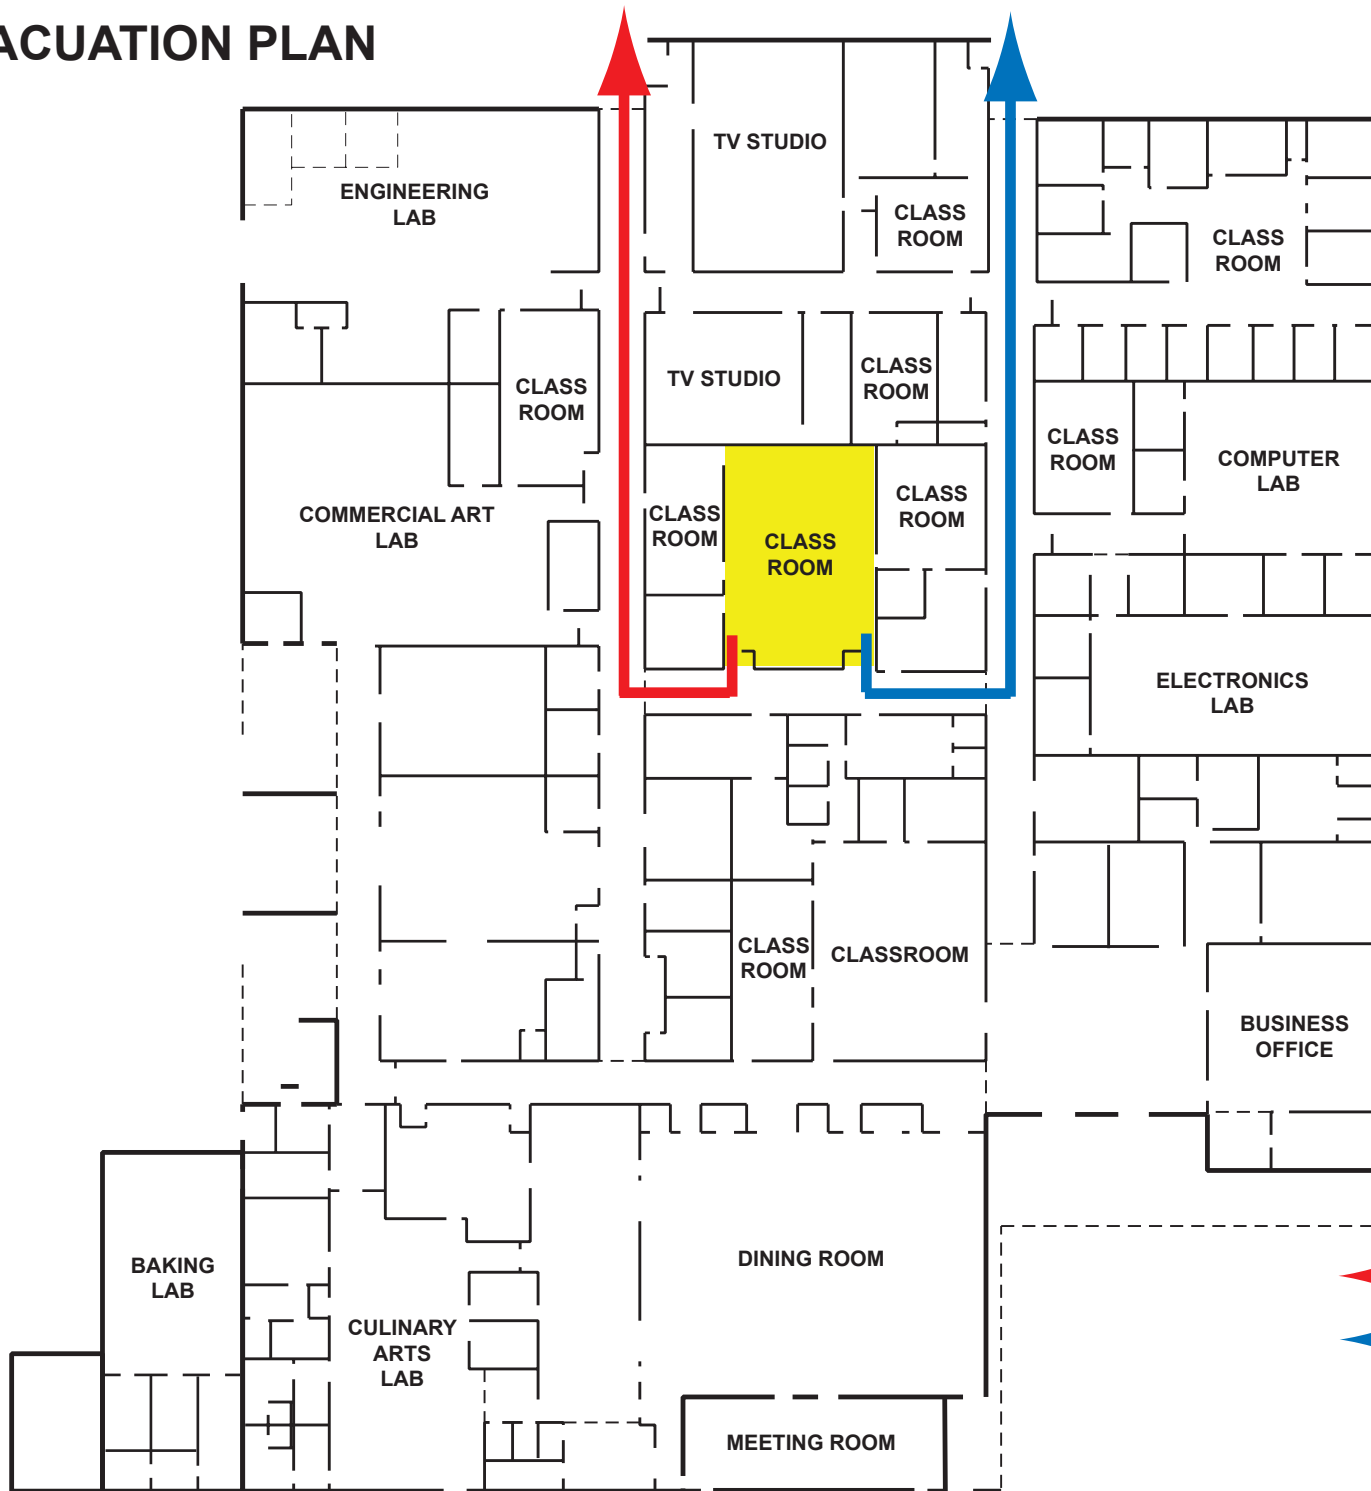 ACUATION PLAN
TV STUDIO
ENGINEERING
LAB
CLASS
ROOM
CLASS
ROOM
TV STUDIO
CLASS
ROOM
CLASS
ROOM
CLASS
ROOM
COMPUTER
LAB
COMMERCIAL ART
LAB
CLASS
ROOM
CLASS
ROOM
CLASS
ROOM
ELECTRONICS
LAB
CLASS
ROOM
CLASSROOM
BUSINESS
OFFICE
BAKING
LAB
DINING ROOM
CULINARY
ARTS
LAB
MEETING ROOM